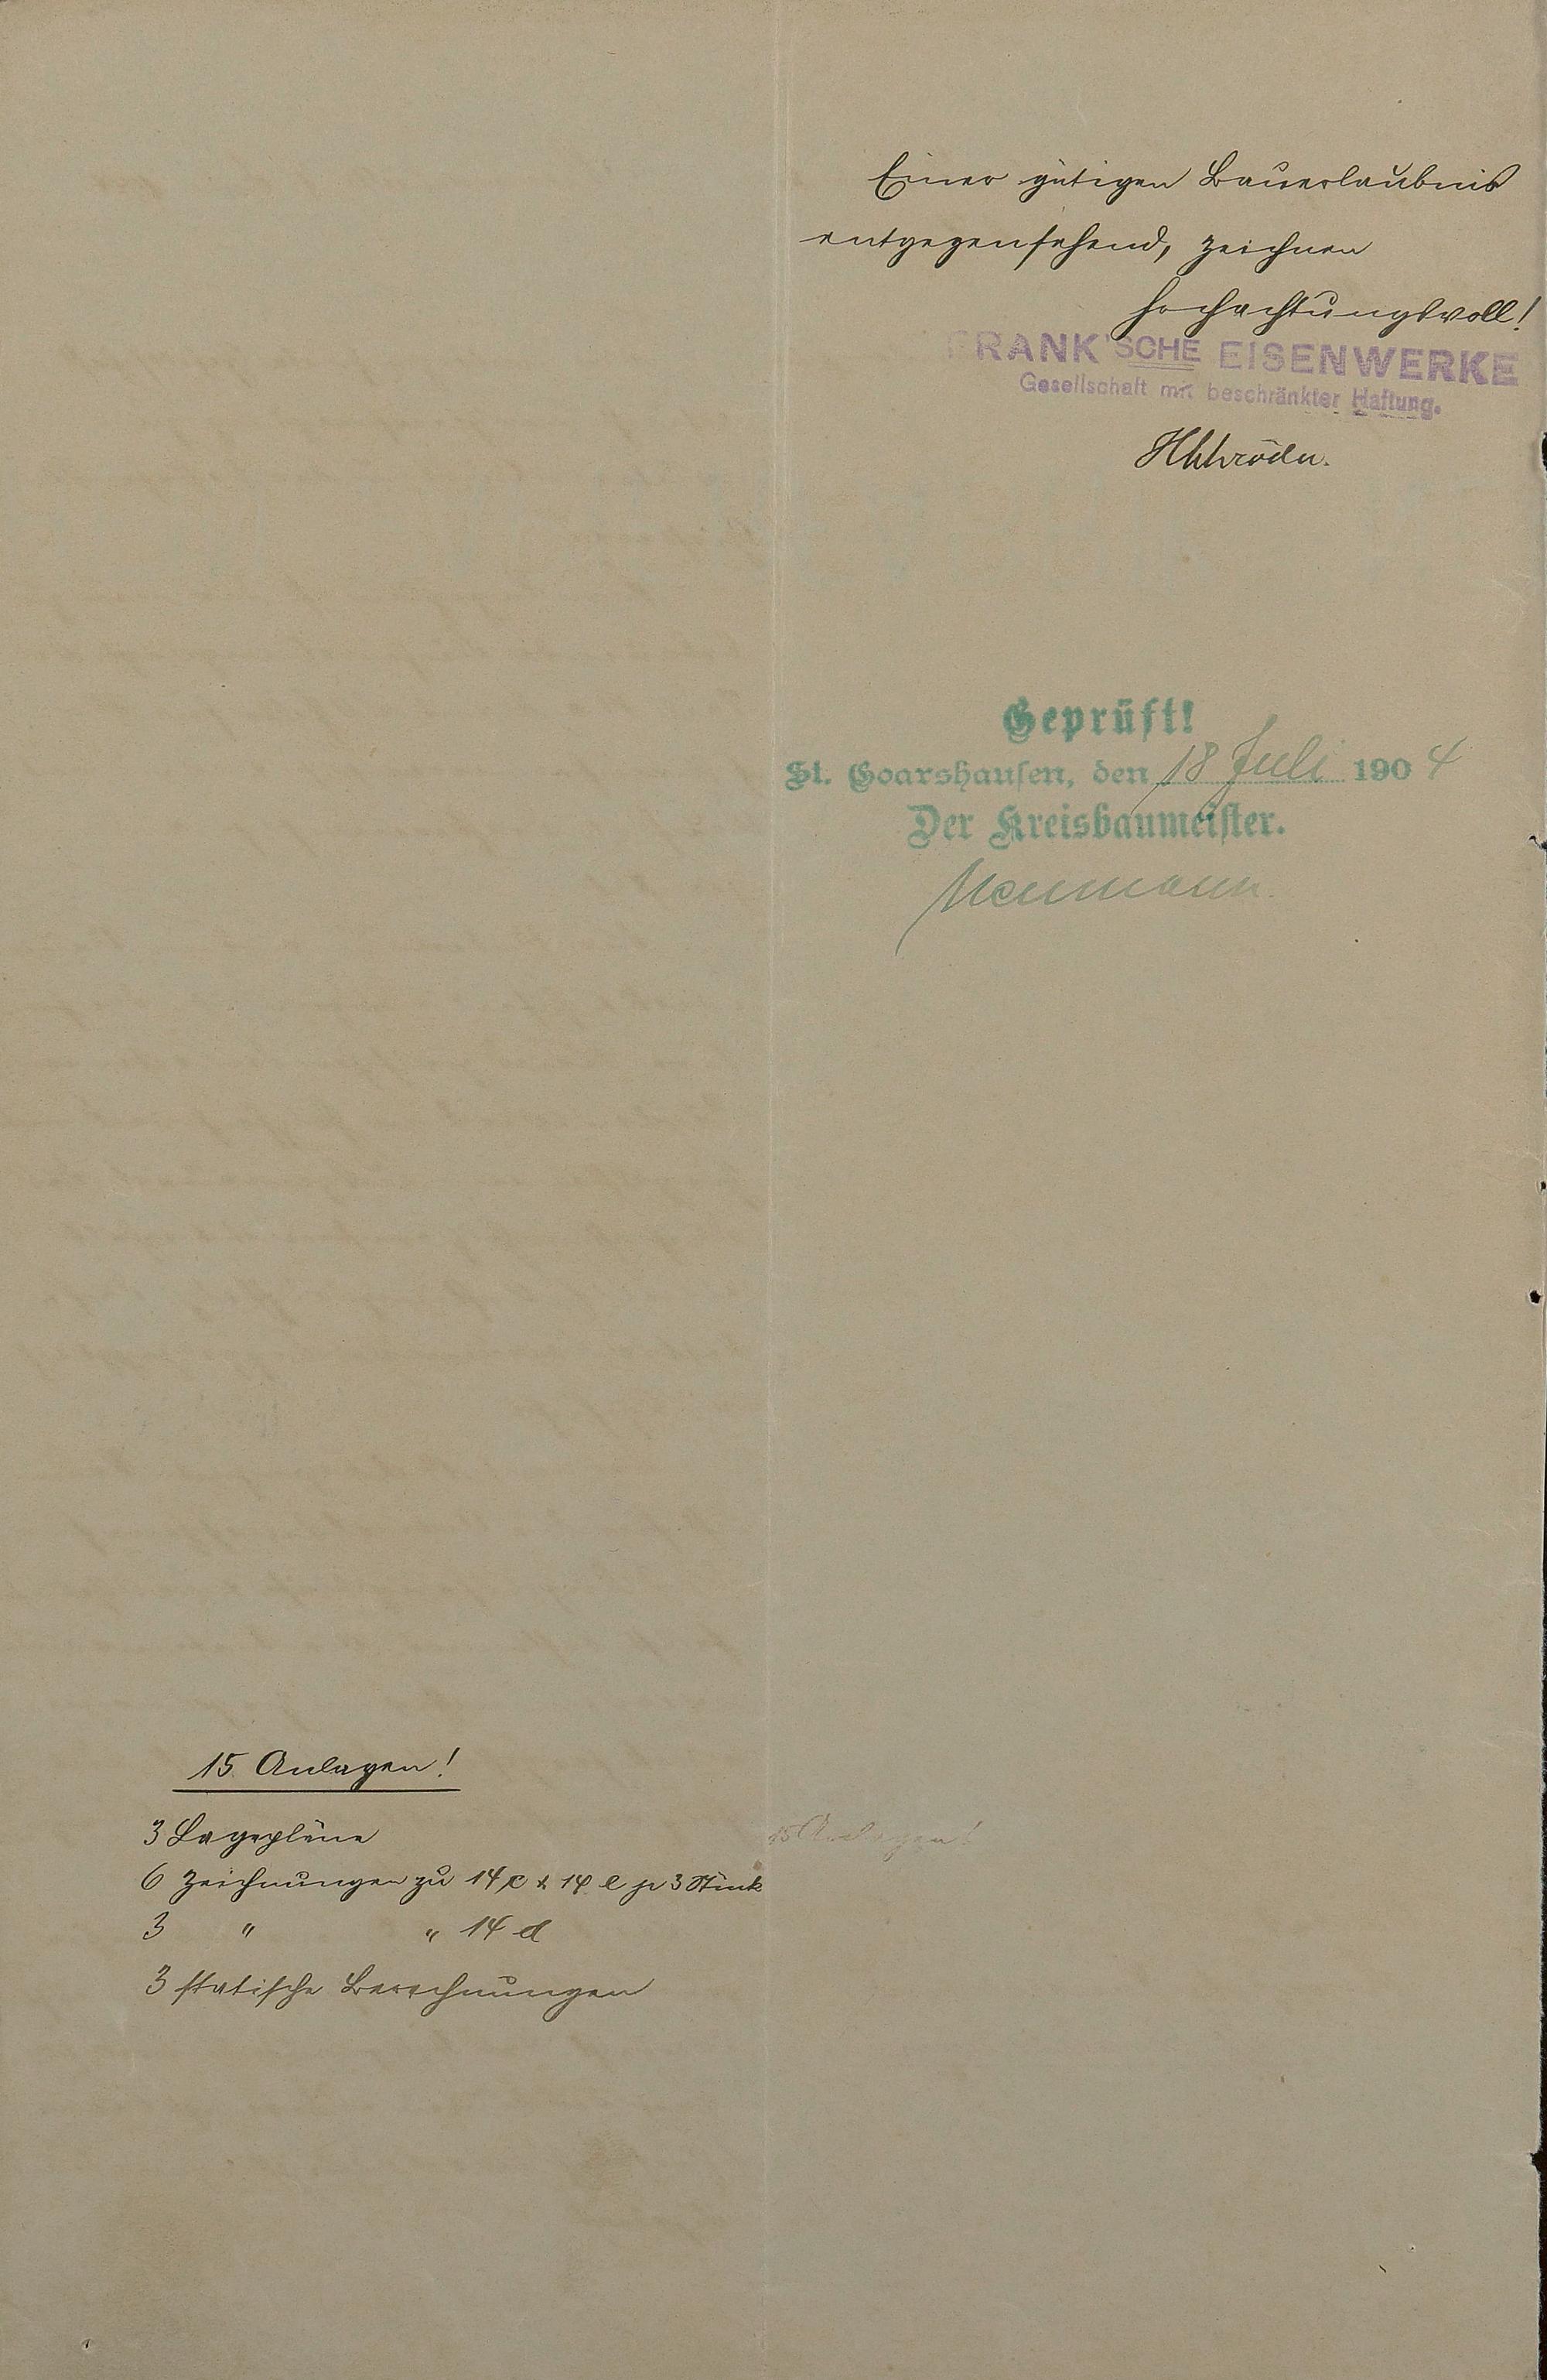 Einer gütigen Bauerlaubnis
entgegensehend, zeichnen
hochachtungsvoll!
FRANK'SCHE EISENWERKE
Gesellschaft mit beschränkter Haftung.
Geprüft!
St. Goarshausen, den 18 Juli 1904
Der Kreisbaumeister.
Neumann.
15 Anlagen!
3 Lagepläne
6 Zeichnungen zu 14 c & 14 e je 3 Stück
3 " " 14 d
3 statische Berechnungen